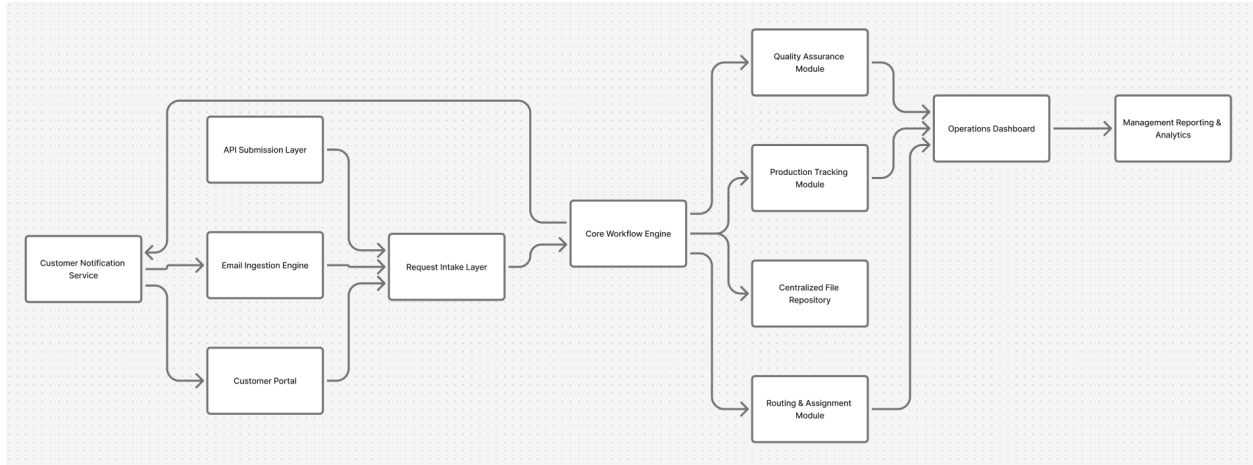 Customer Notification
Service
API Submission Layer
Email Ingestion Engine
Customer Portal
Request Intake Layer
Core Workflow Engine
Quality Assurance
Module
Production Tracking
Module
Centralized File
Repository
Routing & Assignment
Module
Operations Dashboard
Management Reporting &
Analytics